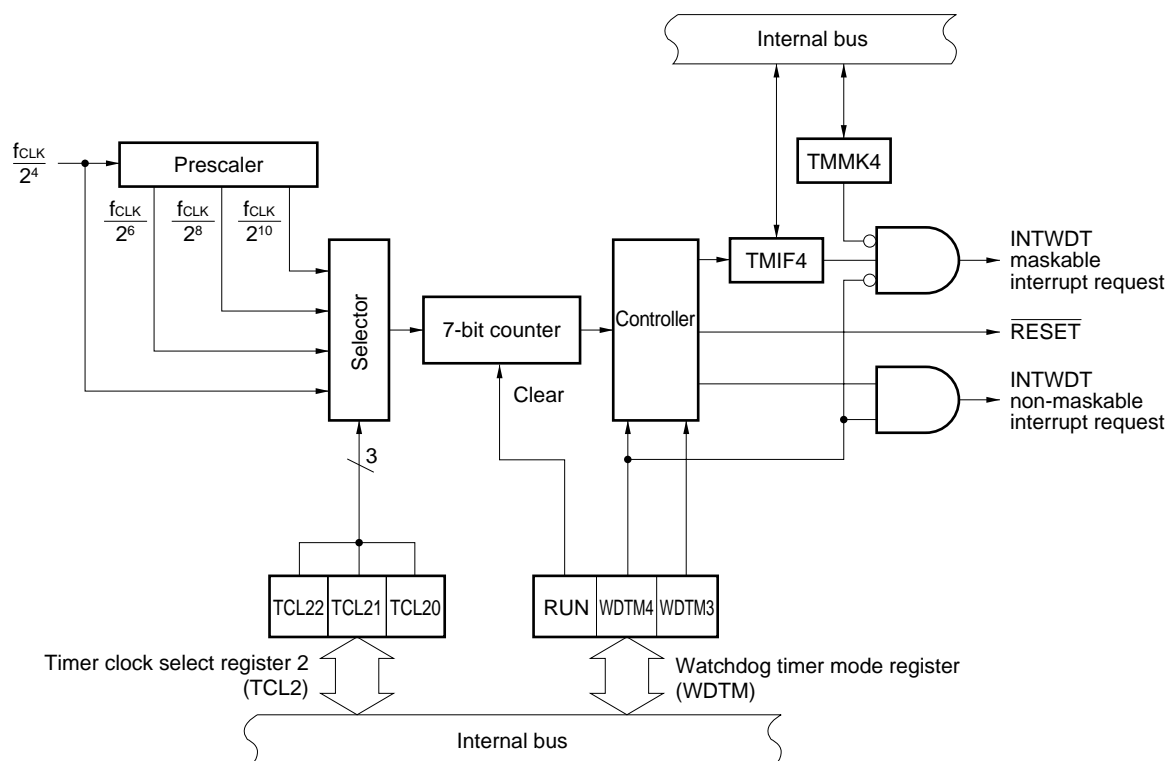 Internal bus
fCLK
2⁴
Prescaler
TMMK4
fCLK
2⁶
fCLK
2⁸
fCLK
2¹⁰
INTWDT
maskable
interrupt request
TMIF4
Selector
7-bit counter
Controller
RESET
Clear
INTWDT
non-maskable
interrupt request
3
TCL22 TCL21 TCL20
RUN WDTM4 WDTM3
Timer clock select register 2
(TCL2)
Watchdog timer mode register
(WDTM)
Internal bus